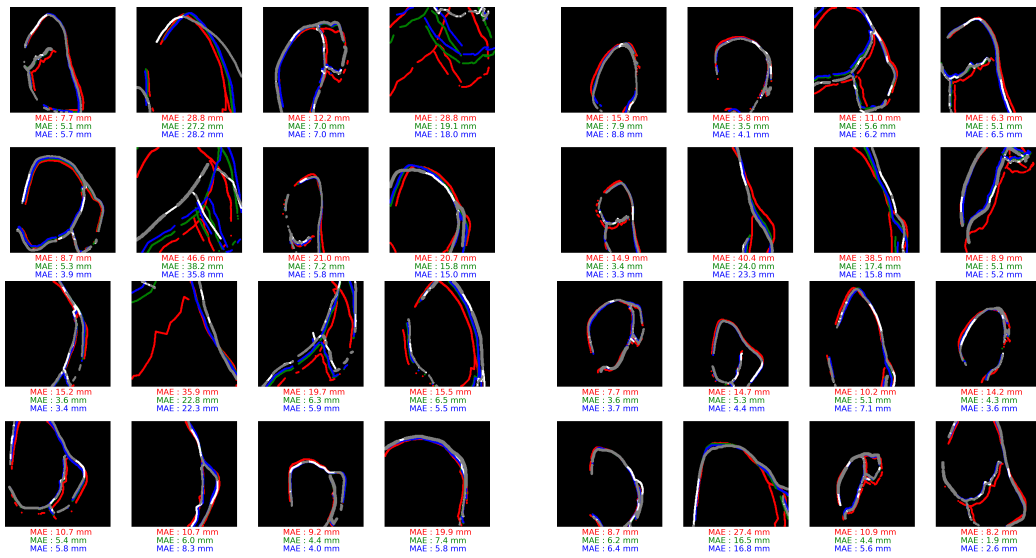 MAE : 7.7 mm
MAE : 5.1 mm
MAE : 5.7 mm
MAE : 28.8 mm
MAE : 27.2 mm
MAE : 28.2 mm
MAE : 12.2 mm
MAE : 7.0 mm
MAE : 7.0 mm
MAE : 28.8 mm
MAE : 19.1 mm
MAE : 18.0 mm
MAE : 15.3 mm
MAE : 7.9 mm
MAE : 8.8 mm
MAE : 5.8 mm
MAE : 3.5 mm
MAE : 4.1 mm
MAE : 11.0 mm
MAE : 5.6 mm
MAE : 6.2 mm
MAE : 6.3 mm
MAE : 5.1 mm
MAE : 6.5 mm
MAE : 8.7 mm
MAE : 5.3 mm
MAE : 3.9 mm
MAE : 46.6 mm
MAE : 38.2 mm
MAE : 35.8 mm
MAE : 21.0 mm
MAE : 7.2 mm
MAE : 5.8 mm
MAE : 20.7 mm
MAE : 15.8 mm
MAE : 15.0 mm
MAE : 14.9 mm
MAE : 3.4 mm
MAE : 3.3 mm
MAE : 40.4 mm
MAE : 24.0 mm
MAE : 23.3 mm
MAE : 38.5 mm
MAE : 17.4 mm
MAE : 15.8 mm
MAE : 8.9 mm
MAE : 5.1 mm
MAE : 5.2 mm
MAE : 15.2 mm
MAE : 3.6 mm
MAE : 3.4 mm
MAE : 35.9 mm
MAE : 22.8 mm
MAE : 22.3 mm
MAE : 19.7 mm
MAE : 6.3 mm
MAE : 5.9 mm
MAE : 15.5 mm
MAE : 6.5 mm
MAE : 5.5 mm
MAE : 7.7 mm
MAE : 3.6 mm
MAE : 3.7 mm
MAE : 14.7 mm
MAE : 5.3 mm
MAE : 4.4 mm
MAE : 10.2 mm
MAE : 5.1 mm
MAE : 7.1 mm
MAE : 14.2 mm
MAE : 4.3 mm
MAE : 3.6 mm
MAE : 10.7 mm
MAE : 5.4 mm
MAE : 5.8 mm
MAE : 10.7 mm
MAE : 6.0 mm
MAE : 8.3 mm
MAE : 9.2 mm
MAE : 4.4 mm
MAE : 4.0 mm
MAE : 19.9 mm
MAE : 7.4 mm
MAE : 5.8 mm
MAE : 8.7 mm
MAE : 6.2 mm
MAE : 6.4 mm
MAE : 27.4 mm
MAE : 16.5 mm
MAE : 16.8 mm
MAE : 10.9 mm
MAE : 4.4 mm
MAE : 5.6 mm
MAE : 8.2 mm
MAE : 1.9 mm
MAE : 2.6 mm